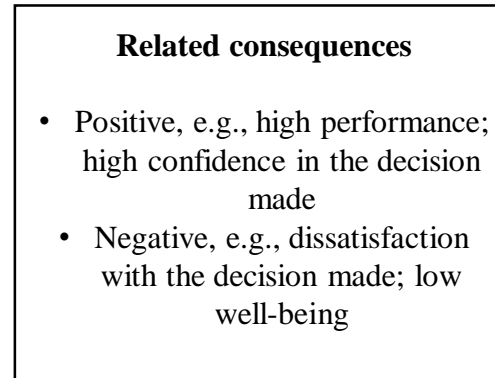 Related consequences
• Positive, e.g., high performance;
high confidence in the decision
made
• Negative, e.g., dissatisfaction
with the decision made; low
well-being